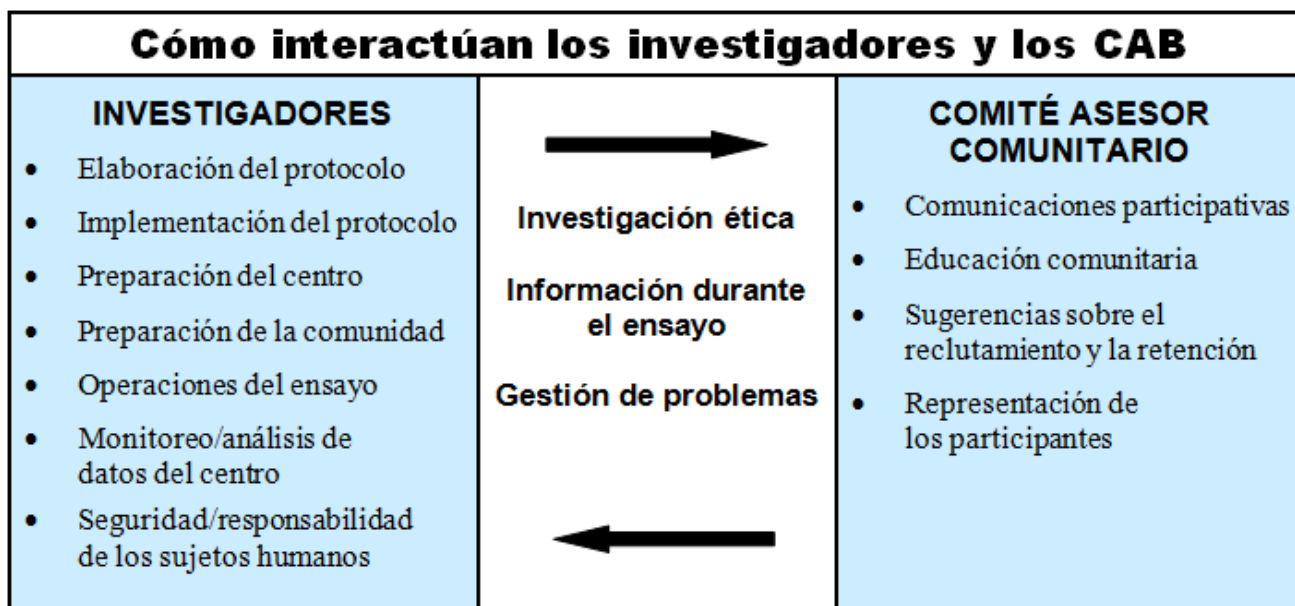 Cómo interactúan los investigadores y los CAB
INVESTIGADORES
• Elaboración del protocolo
• Implementación del protocolo
• Preparación del centro
• Preparación de la comunidad
• Operaciones del ensayo
• Monitoreo/análisis de
datos del centro
• Seguridad/responsabilidad
de los sujetos humanos
Investigación ética
Información durante
el ensayo
Gestión de problemas
COMITÉ ASESOR
COMUNITARIO
• Comunicaciones participativas
• Educación comunitaria
• Sugerencias sobre el
reclutamiento y la retención
• Representación de
los participantes